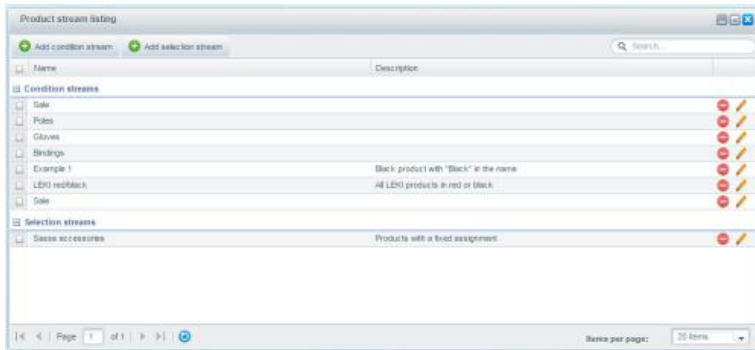 Product stream listing
Add condition stream Add selection stream Search...
Name Description
Condition streams
Sale
Poles
Gloves
Bindings
Example 1 Black product with "Black" in the name
LEKI red/black All LEKI products in red or black
Sale
Selection streams
accessories Products with a fixed assignment
Page 1 of 1 Items per page: 20 items